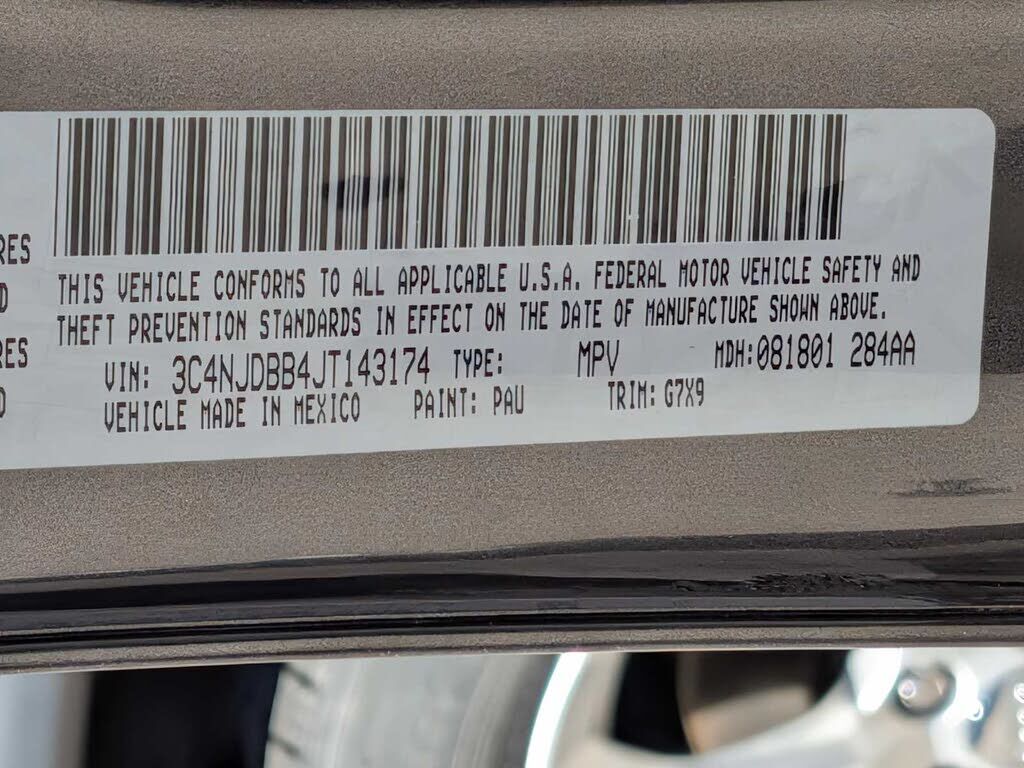 RES
D
RES
THIS VEHICLE CONFORMS TO ALL APPLICABLE U.S.A. FEDERAL MOTOR VEHICLE SAFETY AND
THEFT PREVENTION STANDARDS IN EFFECT ON THE DATE OF MANUFACTURE SHOWN ABOVE.
VIN: 3C4NJDBB4JT143174 TYPE: MPV MDH:081801 284AA
VEHICLE MADE IN MEXICO PAINT: PAU TRIM: G7X9